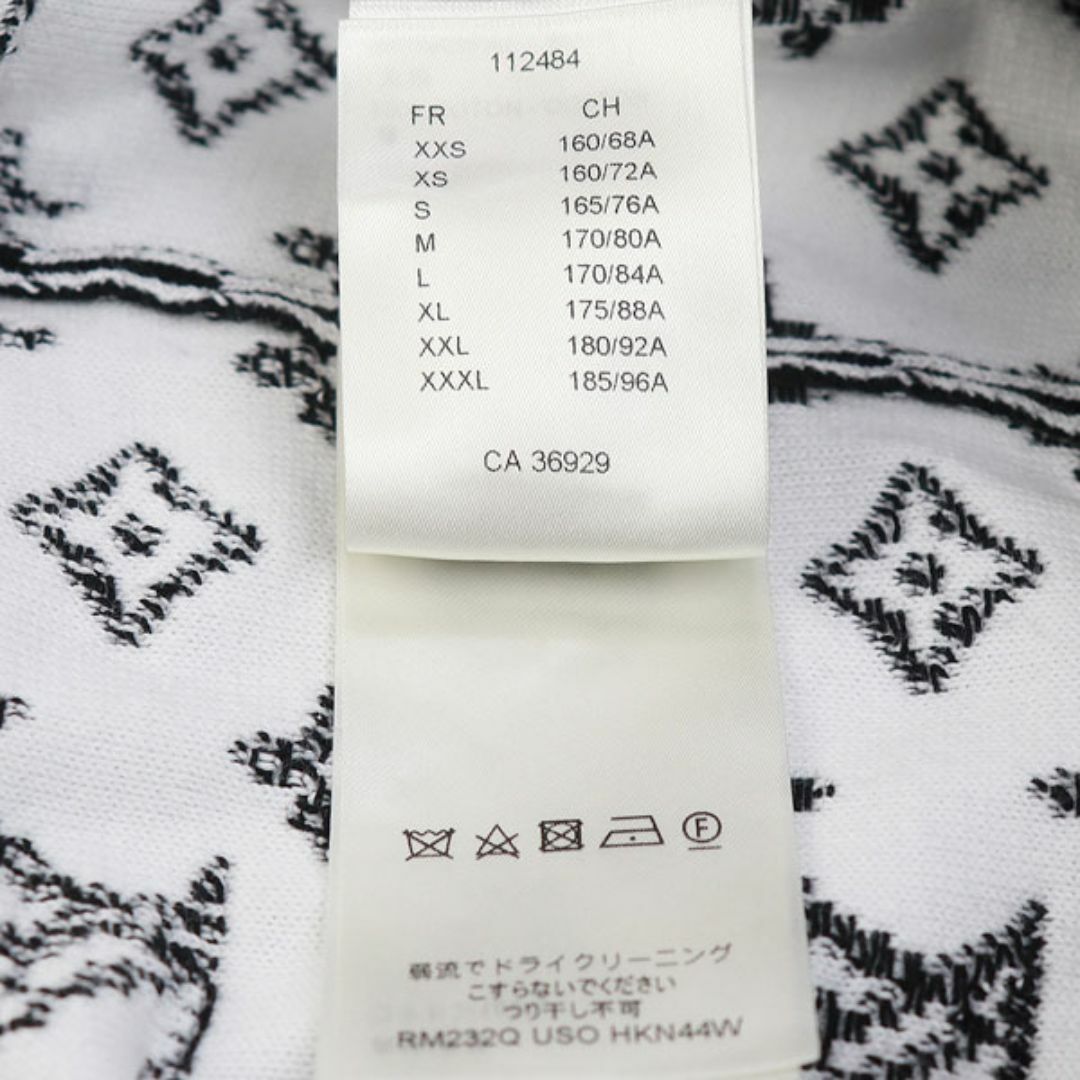 112484
FR CH
XXS 160/68A
XS 160/72A
S 165/76A
M 170/80A
L 170/84A
XL 175/88A
XXL 180/92A
XXXL 185/96A
CA 36929
F
弱流でドライクリーニング
こすらないでください
つり干し不可
RM232Q USO HKN44W